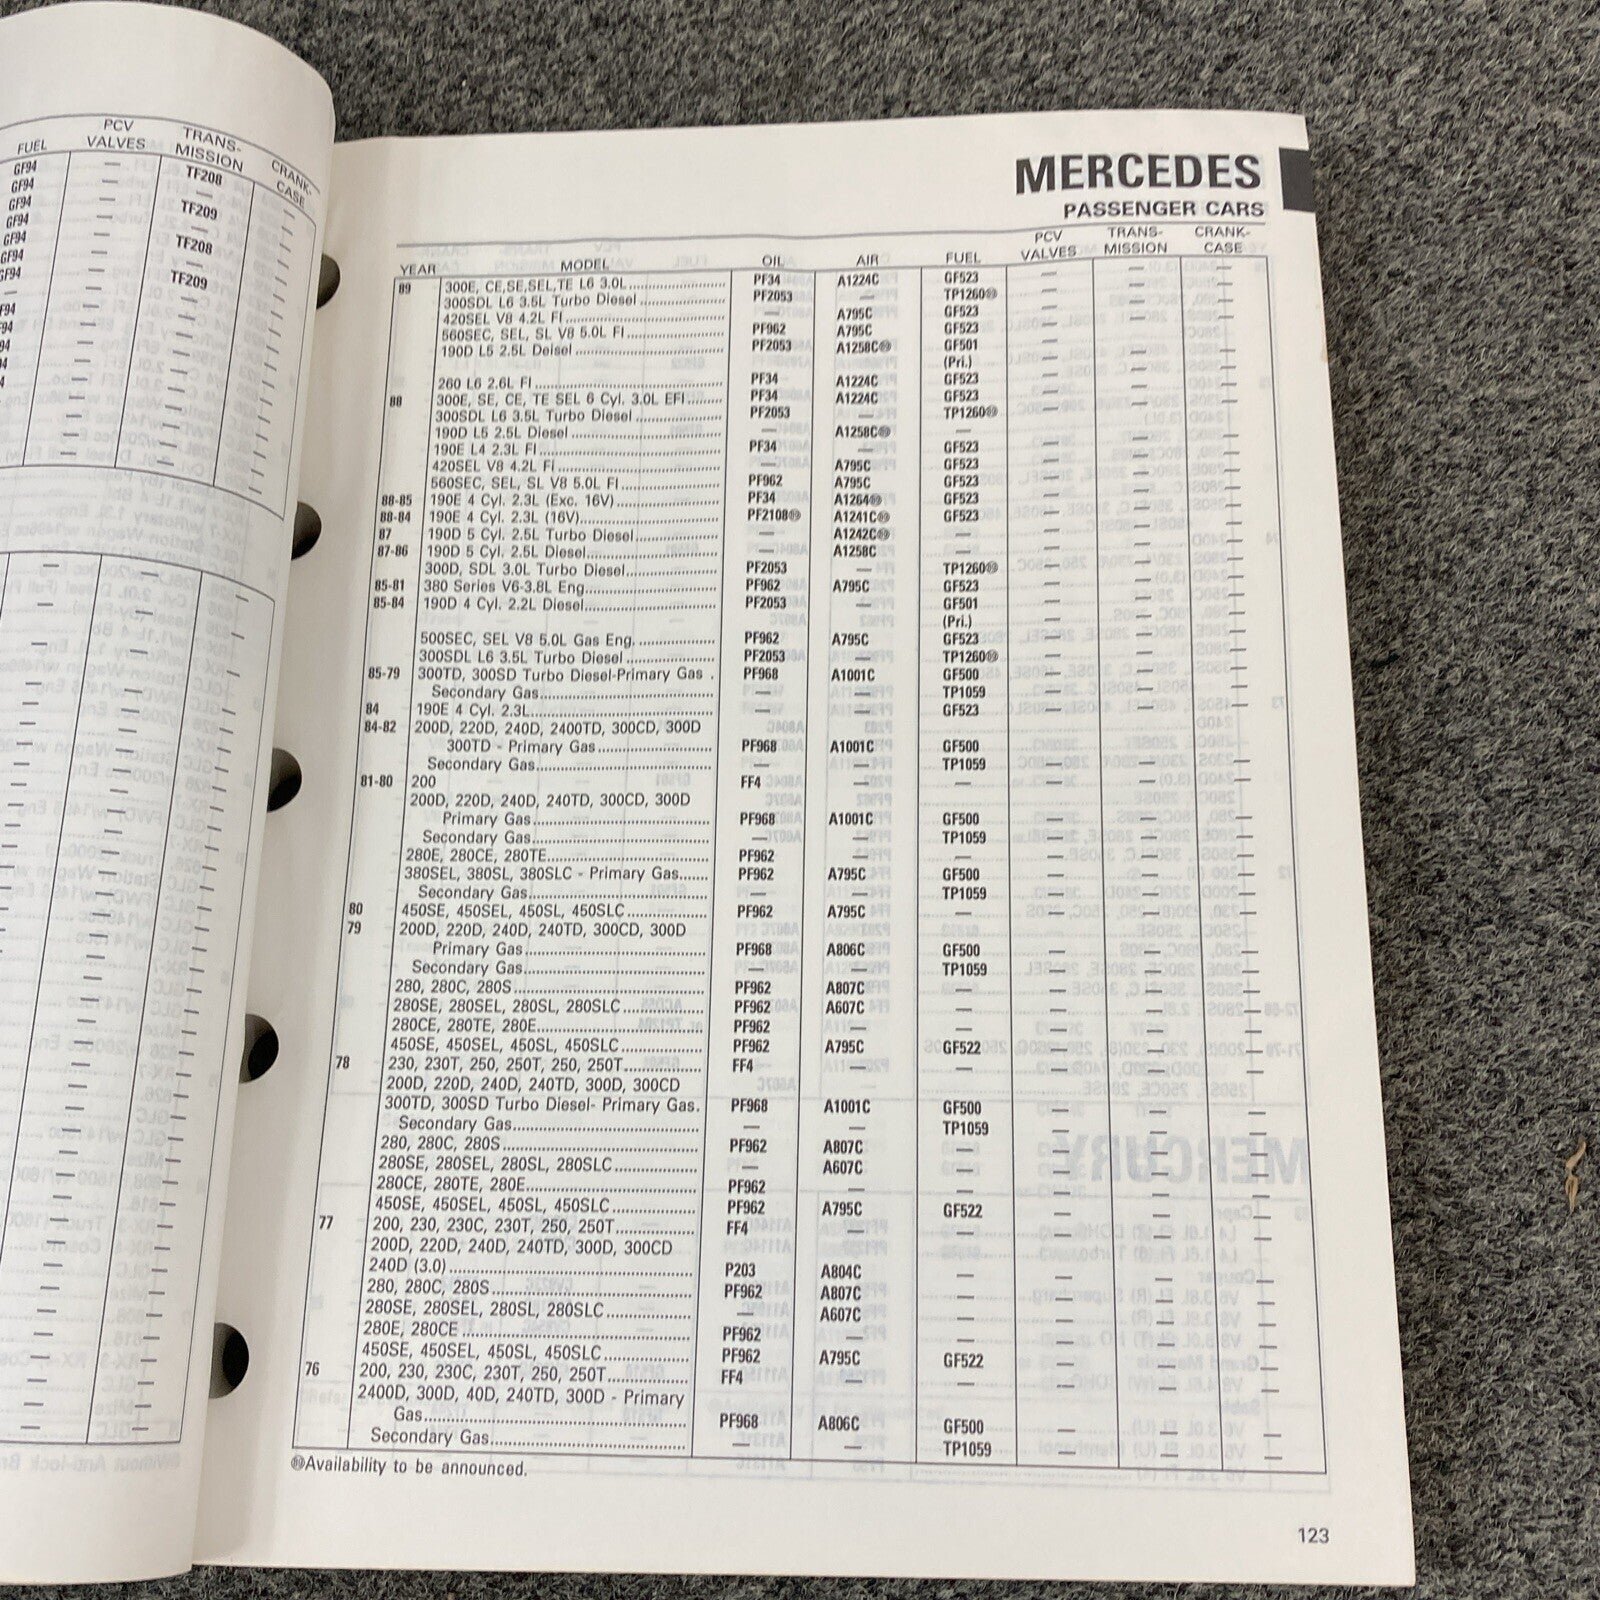 FUEL PCV VALVES TRANS-MISSION CRANK-CASE
GF94 — TF208 —
GF94 — — —
GF94 — TF209 —
GF94 — — —
GF94 — TF208 —
GF94 — — —
GF94 — TF209 —
MERCEDES
PASSENGER CARS
YEAR MODEL OIL AIR FUEL PCV VALVES TRANS-MISSION CRANK-CASE
89 300E, CE,SE,SEL,TE L6 3.0L PF34 A1224C GF523 — — —
300SDL L6 3.5L Turbo Diesel PF2053 — TP1260⑲ — — —
420SEL V8 4.2L FI — A795C GF523 — — —
560SEC, SEL, SL V8 5.0L FI PF962 A795C GF523 — — —
190D L5 2.5L Deisel PF2053 A1258C⑲ GF501 — — —
(Pri.)
260 L6 2.6L FI PF34 A1224C GF523 — — —
88 300E, SE, CE, TE SEL 6 Cyl. 3.0L EFI PF34 A1224C GF523 — — —
300SDL L6 3.5L Turbo Diesel PF2053 — TP1260⑲ — — —
190D L5 2.5L Diesel — A1258C⑲ — — — —
190E L4 2.3L FI PF34 — GF523 — — —
420SEL V8 4.2L FI — A795C GF523 — — —
560SEC, SEL, SL V8 5.0L FI PF962 A795C GF523 — — —
88-85 190E 4 Cyl. 2.3L (Exc. 16V) PF34 A1264⑲ GF523 — — —
88-84 190E 4 Cyl. 2.3L (16V) PF2108⑲ A1241C⑲ GF523 — — —
87 190D 5 Cyl. 2.5L Turbo Diesel — A1242C⑲ — — — —
87-86 190D 5 Cyl. 2.5L Diesel — A1258C — — — —
300D, SDL 3.0L Turbo Diesel PF2053 — TP1260⑲ — — —
85-81 380 Series V6-3.8L Eng. PF962 A795C GF523 — — —
85-84 190D 4 Cyl. 2.2L Diesel PF2053 — GF501 — — —
(Pri.)
500SEC, SEL V8 5.0L Gas Eng. PF962 A795C GF523 — — —
300SDL L6 3.5L Turbo Diesel PF2053 — TP1260⑲ — — —
85-79 300TD, 300SD Turbo Diesel-Primary Gas . PF968 A1001C GF500 — — —
Secondary Gas — — TP1059 — — —
84 190E 4 Cyl. 2.3L — — GF523 — — —
84-82 200D, 220D, 240D, 2400TD, 300CD, 300D
300TD - Primary Gas PF968 A1001C GF500 — — —
Secondary Gas — — TP1059 — — —
81-80 200 FF4 — — — — —
200D, 220D, 240D, 240TD, 300CD, 300D
Primary Gas PF968 A1001C GF500 — — —
Secondary Gas — — TP1059 — — —
280E, 280CE, 280TE PF962 — — — — —
380SEL, 380SL, 380SLC - Primary Gas PF962 A795C GF500 — — —
Secondary Gas — — TP1059 — — —
80 450SE, 450SEL, 450SL, 450SLC PF962 A795C — — — —
79 200D, 220D, 240D, 240TD, 300CD, 300D
Primary Gas PF968 A806C GF500 — — —
Secondary Gas — — TP1059 — — —
280, 280C, 280S PF962 A807C — — — —
280SE, 280SEL, 280SL, 280SLC PF962 A607C — — — —
280CE, 280TE, 280E PF962 — — — — —
450SE, 450SEL, 450SL, 450SLC PF962 A795C GF522 — — —
78 230, 230T, 250, 250T, 250, 250T FF4 — — — — —
200D, 220D, 240D, 240TD, 300D, 300CD
300TD, 300SD Turbo Diesel- Primary Gas. PF968 A1001C GF500 — — —
Secondary Gas — — TP1059 — — —
280, 280C, 280S PF962 A807C — — — —
280SE, 280SEL, 280SL, 280SLC — A607C — — — —
280CE, 280TE, 280E PF962 — — — — —
450SE, 450SEL, 450SL, 450SLC PF962 A795C GF522 — — —
77 200, 230, 230C, 230T, 250, 250T FF4 — — — — —
200D, 220D, 240D, 240TD, 300D, 300CD
240D (3.0) P203 A804C — — — —
280, 280C, 280S PF962 A807C — — — —
280SE, 280SEL, 280SL, 280SLC — A607C — — — —
280E, 280CE PF962 — — — — —
450SE, 450SEL, 450SL, 450SLC PF962 A795C GF522 — — —
76 200, 230, 230C, 230T, 250, 250T FF4 — — — — —
2400D, 300D, 40D, 240TD, 300D - Primary
Gas PF968 A806C GF500 — — —
Secondary Gas — — TP1059 — — —
⑲Availability to be announced.
123